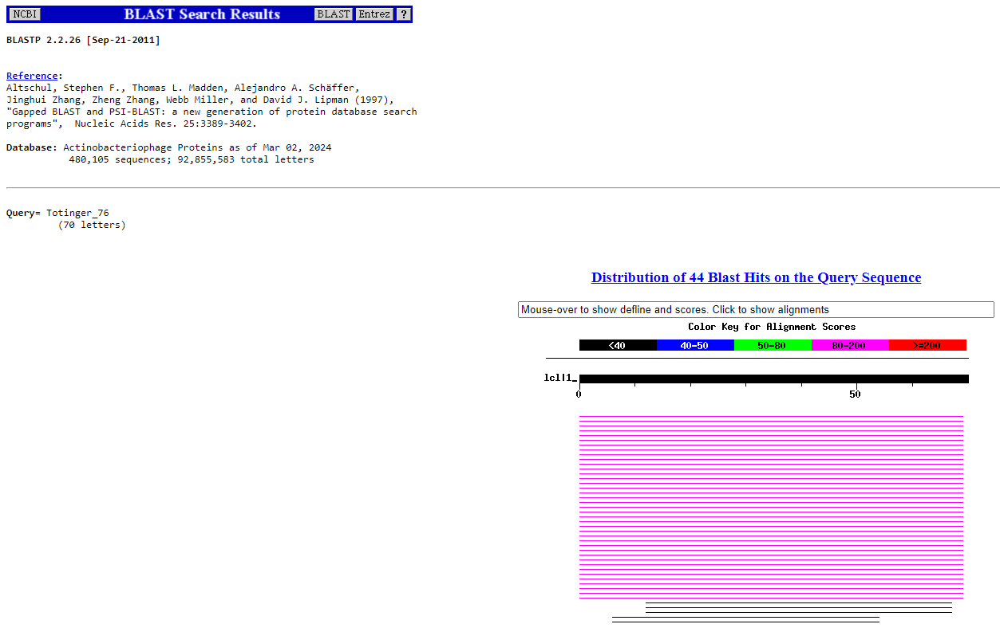 NCBI BLAST Search Results BLAST Entrez ?
BLASTP 2.2.26 [Sep-21-2011]
Reference:
Altschul, Stephen F., Thomas L. Madden, Alejandro A. Schäffer,
Jinghui Zhang, Zheng Zhang, Webb Miller, and David J. Lipman (1997),
"Gapped BLAST and PSI-BLAST: a new generation of protein database search
programs",  Nucleic Acids Res. 25:3389-3402.
Database: Actinobacteriophage Proteins as of Mar 02, 2024
480,105 sequences; 92,855,583 total letters
Query= Totinger_76
(70 letters)
Distribution of 44 Blast Hits on the Query Sequence
Mouse-over to show defline and scores. Click to show alignments
Color Key for Alignment Scores
<40 40-50 50-80 80-200 >=200
lcl|1_
0 50